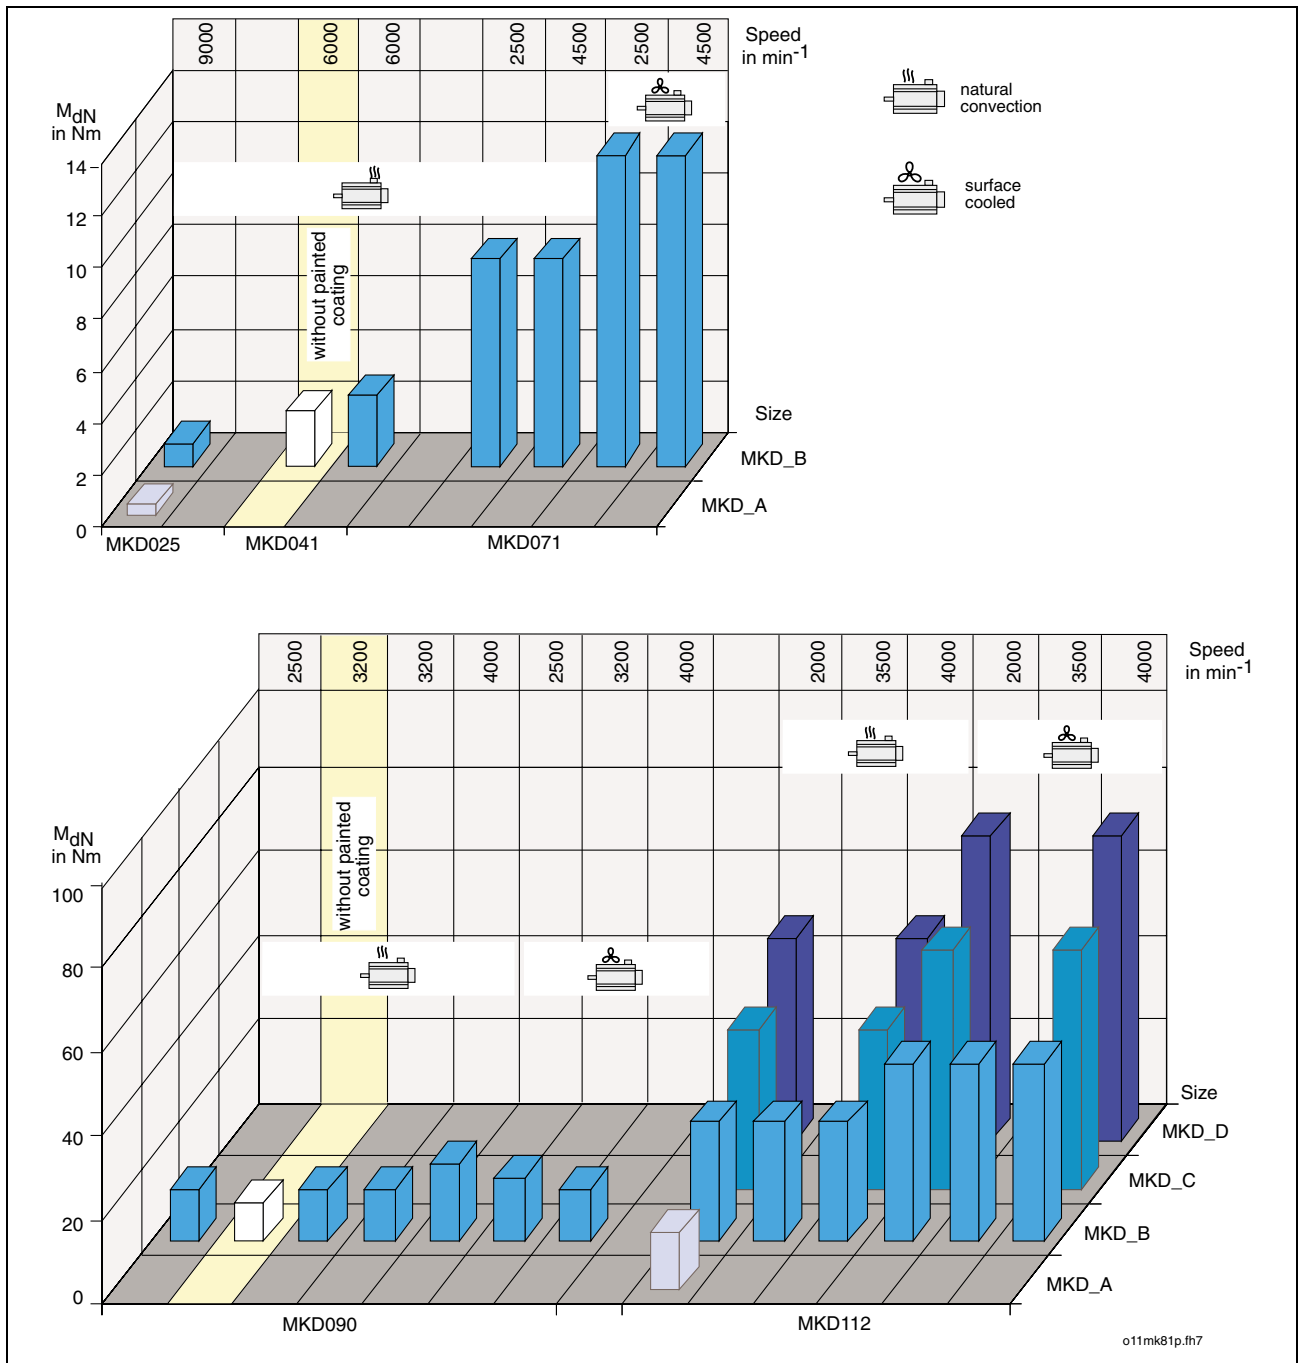 9000 6000 6000 2500 4500 2500 4500
Speed
in min-1
MdN
in Nm
natural
convection
surface
cooled
14
12
10
8
6
4
2
0
without painted
coating
Size
MKD_B
MKD_A
MKD025 MKD041 MKD071
2500 3200 3200 4000 2500 3200 4000 2000 3500 4000 2000 3500 4000
Speed
in min-1
MdN
in Nm
100
80
60
40
20
0
without painted
coating
Size
MKD_D
MKD_C
MKD_B
MKD_A
MKD090 MKD112
o11mk81p.fh7